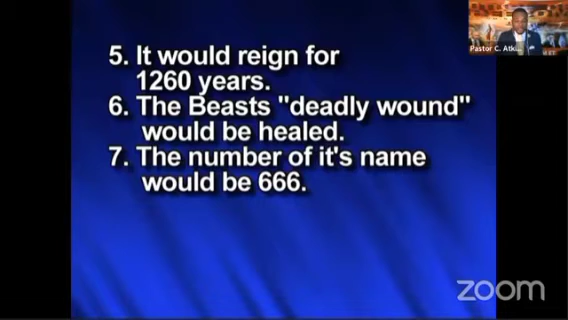 5. It would reign for
1260 years.
6. The Beasts "deadly wound"
would be healed.
7. The number of it's name
would be 666.
Pastor C.
zoom